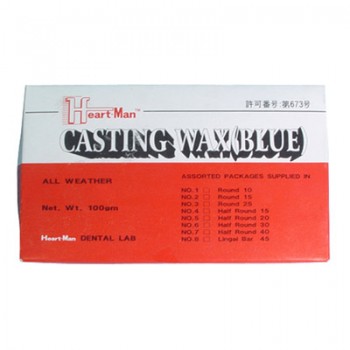 Heart-Man™
許可番号:第673号
CASTING WAX(BLUE)
ALL WEATHER
Net. Wt. 100gm
Heart-Man DENTAL LAB
ASSORTED PACKAGES SUPPLIED IN
NO.1 □ Round 10
NO.2 □ Round 15
NO.3 □ Round 25
NO.4 □ Half Round 15
NO.5 □ Half Round 20
NO.6 □ Half Round 30
NO.7 □ Half Round 40
NO.8 □ Lingal Bar 45